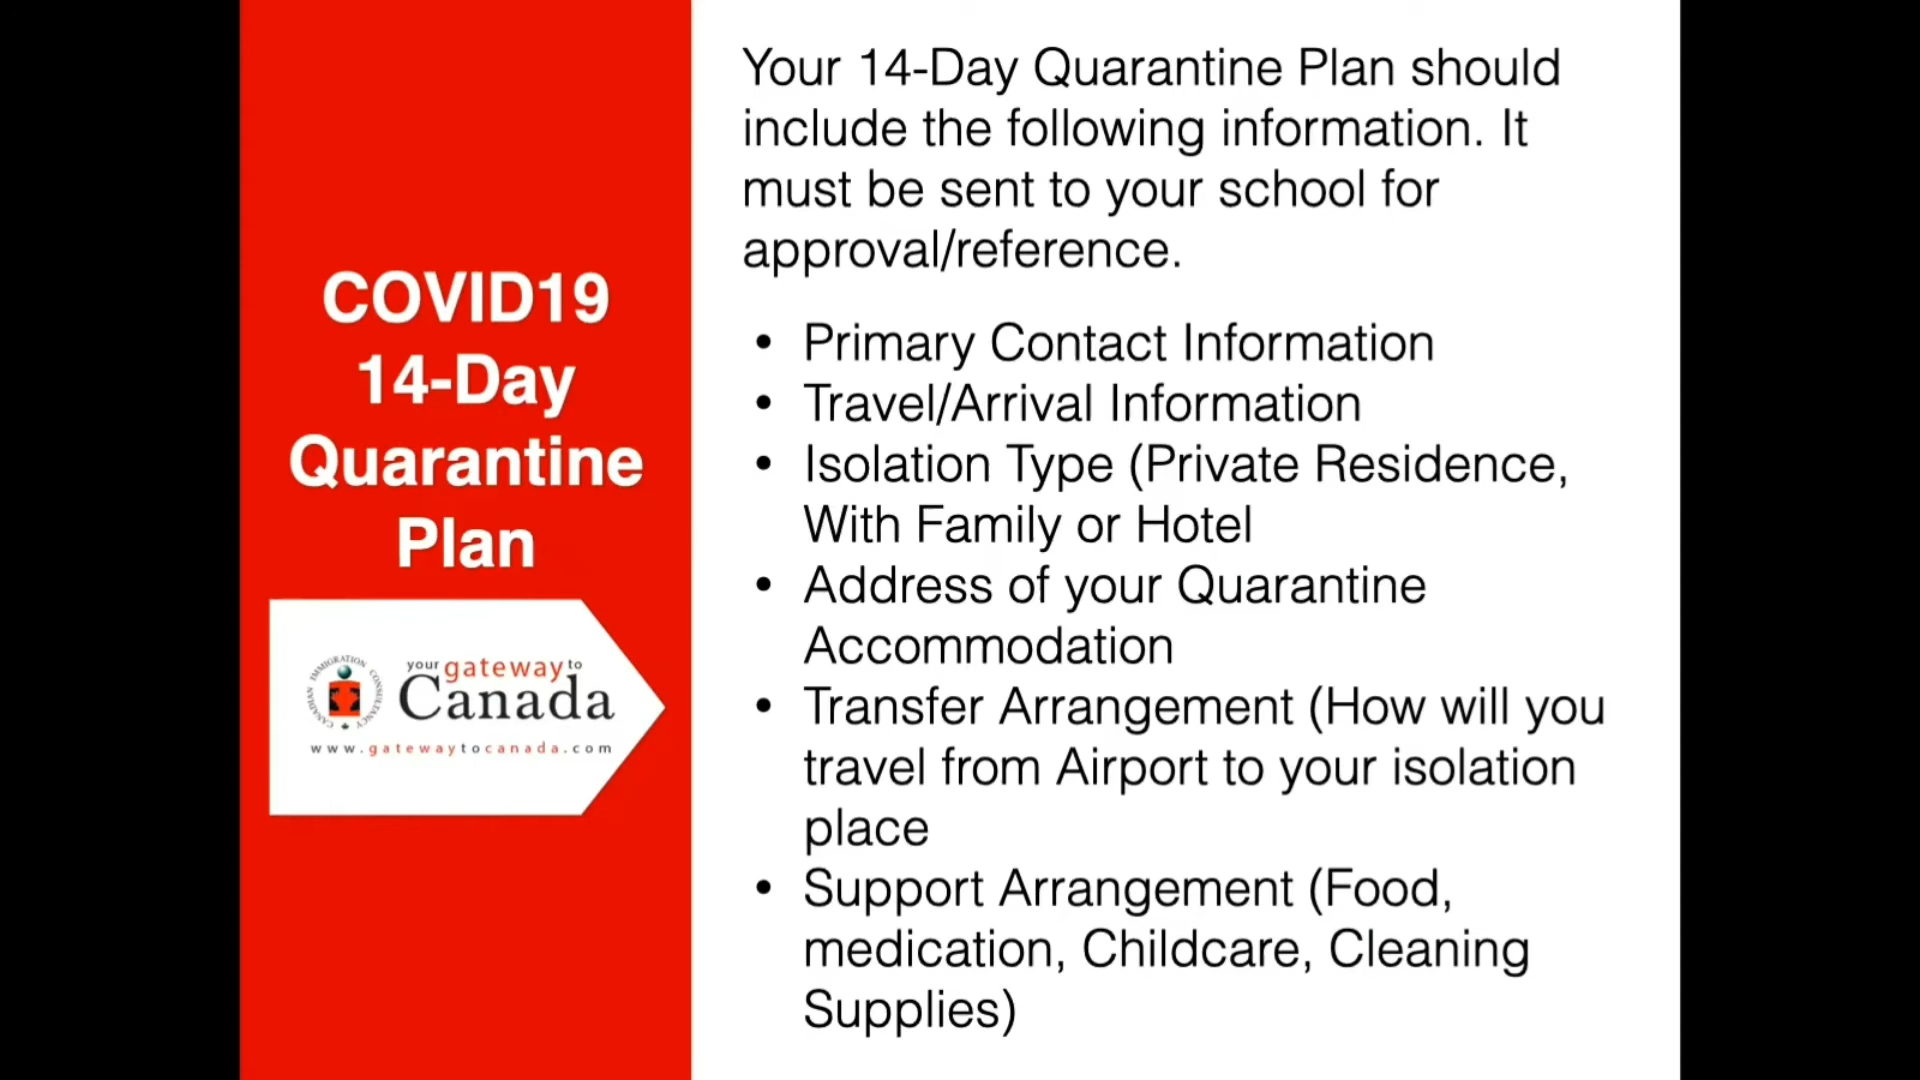 COVID19
14-Day
Quarantine
Plan
CANADIAN IMMIGRATION CONSULTANCY
your gateway to
Canada
www.gatewaytocanada.com
Your 14-Day Quarantine Plan should
include the following information. It
must be sent to your school for
approval/reference.
• Primary Contact Information
• Travel/Arrival Information
• Isolation Type (Private Residence,
With Family or Hotel
• Address of your Quarantine
Accommodation
• Transfer Arrangement (How will you
travel from Airport to your isolation
place
• Support Arrangement (Food,
medication, Childcare, Cleaning
Supplies)